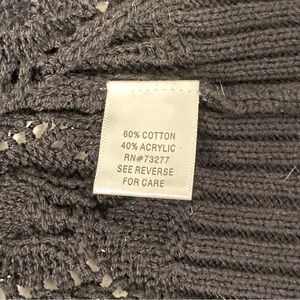 60% COTTON
40% ACRYLIC
RN#73277
SEE REVERSE
FOR CARE